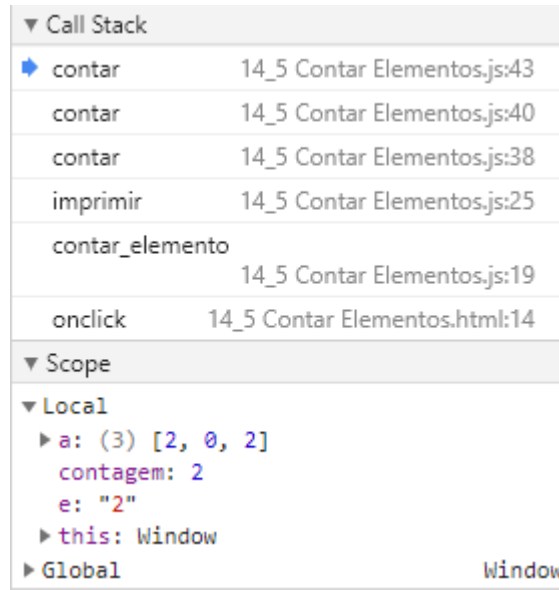 ▼ Call Stack
contar 14_5 Contar Elementos.js:43
contar 14_5 Contar Elementos.js:40
contar 14_5 Contar Elementos.js:38
imprimir 14_5 Contar Elementos.js:25
contar_elemento
14_5 Contar Elementos.js:19
onclick 14_5 Contar Elementos.html:14
▼ Scope
▼ Local
▶ a: (3) [2, 0, 2]
contagem: 2
e: "2"
▶ this: Window
▶ Global Window